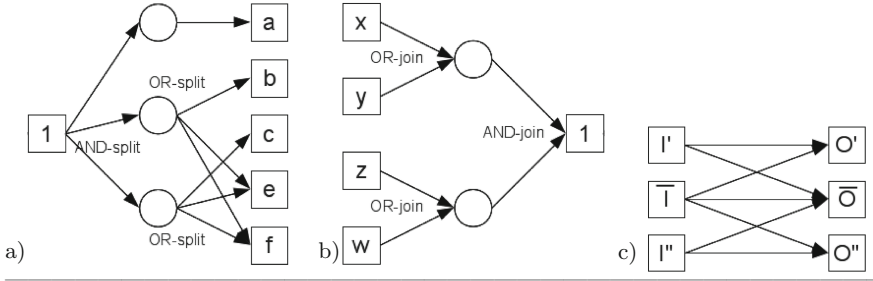 a)
1
AND-split
OR-split
OR-split
a
b
c
e
f
b)
x
y
OR-join
z
w
OR-join
AND-join
1
c)
I'
I̅
I"
O'
O̅
O"